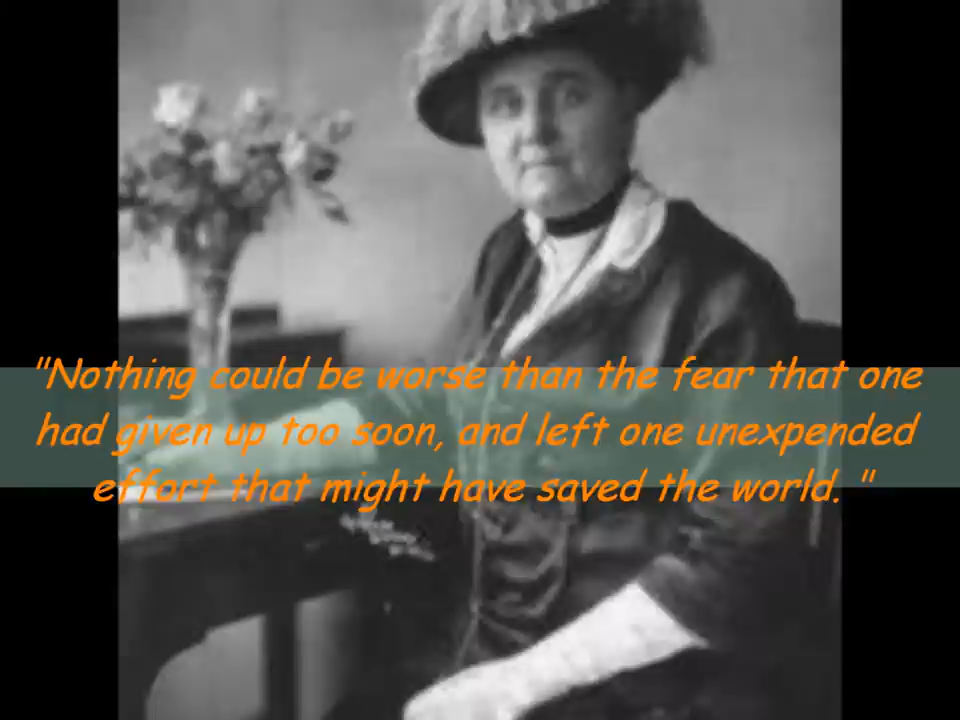 "Nothing could be worse than the fear that one
had given up too soon, and left one unexpended
effort that might have saved the world. "